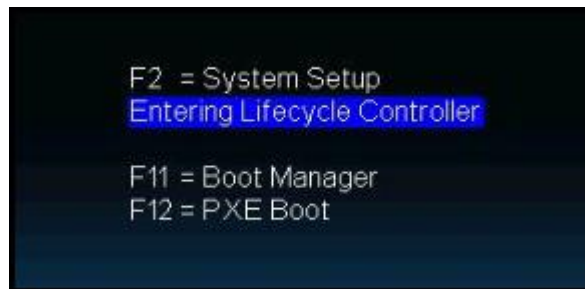 F2 = System Setup
Entering Lifecycle Controller
F11 = Boot Manager
F12 = PXE Boot